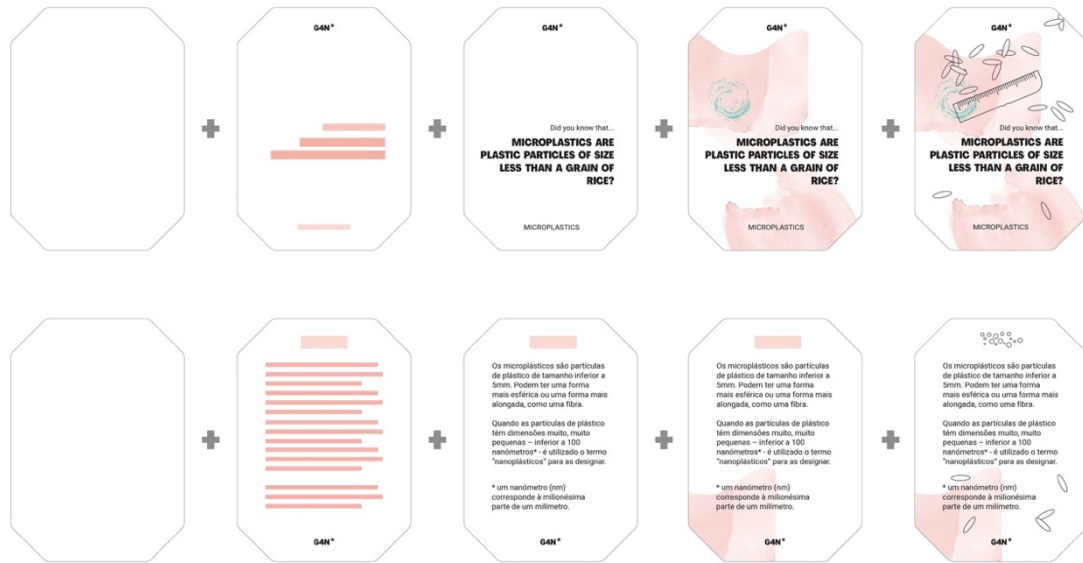 G4N*
G4N*
Did you know that...
MICROPLASTICS ARE
PLASTIC PARTICLES OF SIZE
LESS THAN A GRAIN OF
RICE?
MICROPLASTICS
G4N*
Did you know that...
MICROPLASTICS ARE
PLASTIC PARTICLES OF SIZE
LESS THAN A GRAIN OF
RICE?
MICROPLASTICS
G4N*
Did you know that...
MICROPLASTICS ARE
PLASTIC PARTICLES OF SIZE
LESS THAN A GRAIN OF
RICE?
MICROPLASTICS
G4N*
Os microplásticos são partículas
de plástico de tamanho inferior a
5mm. Podem ter uma forma
mais esférica ou uma forma mais
alongada, como uma fibra.
Quando as partículas de plástico
têm dimensões muito, muito
pequenas – inferior a 100
nanómetros* - é utilizado o termo
"nanoplásticos" para as designar.
* um nanómetro (nm)
corresponde à milionésima
parte de um milímetro.
G4N*
Os microplásticos são partículas
de plástico de tamanho inferior a
5mm. Podem ter uma forma
mais esférica ou uma forma mais
alongada, como uma fibra.
Quando as partículas de plástico
têm dimensões muito, muito
pequenas – inferior a 100
nanómetros* - é utilizado o termo
"nanoplásticos" para as designar.
* um nanómetro (nm)
corresponde à milionésima
parte de um milímetro.
G4N*
Os microplásticos são partículas
de plástico de tamanho inferior a
5mm. Podem ter uma forma
mais esférica ou uma forma mais
alongada, como uma fibra.
Quando as partículas de plástico
têm dimensões muito, muito
pequenas – inferior a 100
nanómetros* - é utilizado o termo
"nanoplásticos" para as designar.
* um nanómetro (nm)
corresponde à milionésima
parte de um milímetro.
G4N*